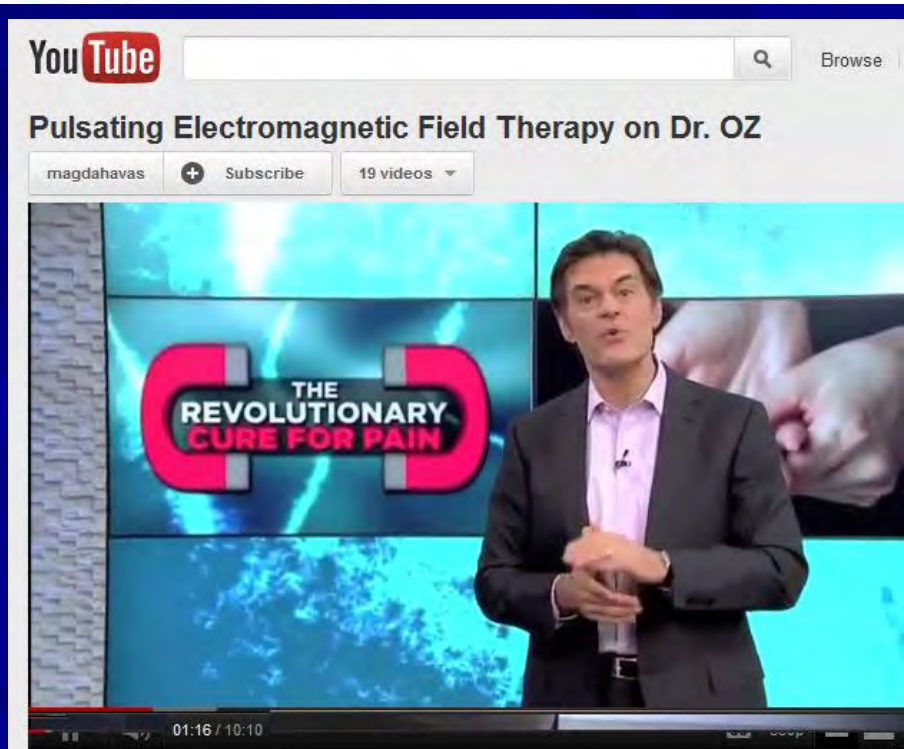 YouTube
Browse
Pulsating Electromagnetic Field Therapy on Dr. OZ
magdahavas Subscribe 19 videos
THE
REVOLUTIONARY
CURE FOR PAIN
01:16 / 10:10